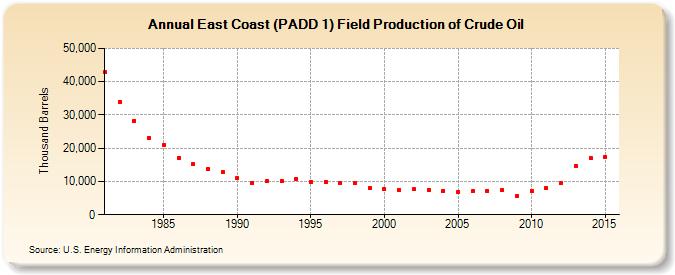 Annual East Coast (PADD 1) Field Production of Crude Oil
Thousand Barrels
50,000
40,000
30,000
20,000
10,000
0
1985 1990 1995 2000 2005 2010 2015
Source: U.S. Energy Information Administration